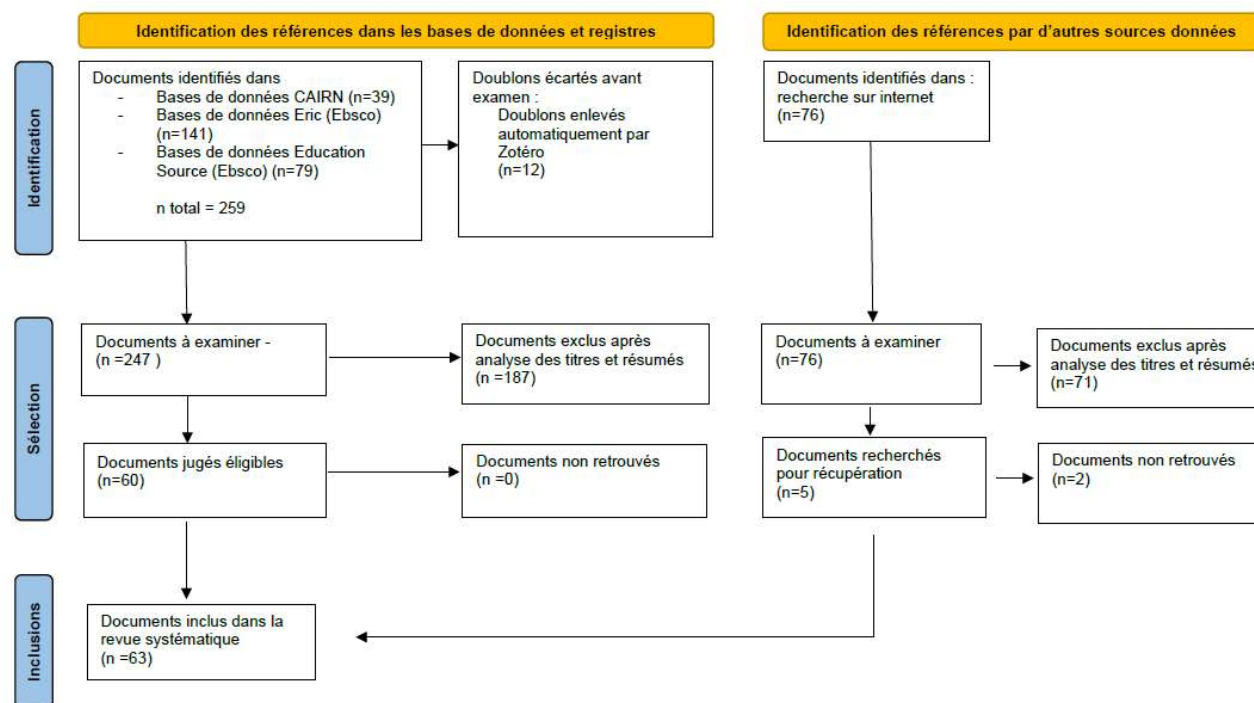 Identification des références dans les bases de données et registres
Identification des références par d'autres sources données
Identification
Documents identifiés dans
- Bases de données CAIRN (n=39)
- Bases de données Eric (Ebsco)
(n=141)
- Bases de données Education
Source (Ebsco) (n=79)
n total = 259
Doublons écartés avant
examen :
Doublons enlevés
automatiquement par
Zotéro
(n=12)
Documents identifiés dans :
recherche sur internet
(n=76)
Sélection
Documents à examiner -
(n =247 )
Documents exclus après
analyse des titres et résumés
(n =187)
Documents à examiner
(n=76)
Documents exclus après
analyse des titres et résumés
(n=71)
Documents jugés éligibles
(n=60)
Documents non retrouvés
(n =0)
Documents recherchés
pour récupération
(n=5)
Documents non retrouvés
(n=2)
Inclusions
Documents inclus dans la
revue systématique
(n =63)